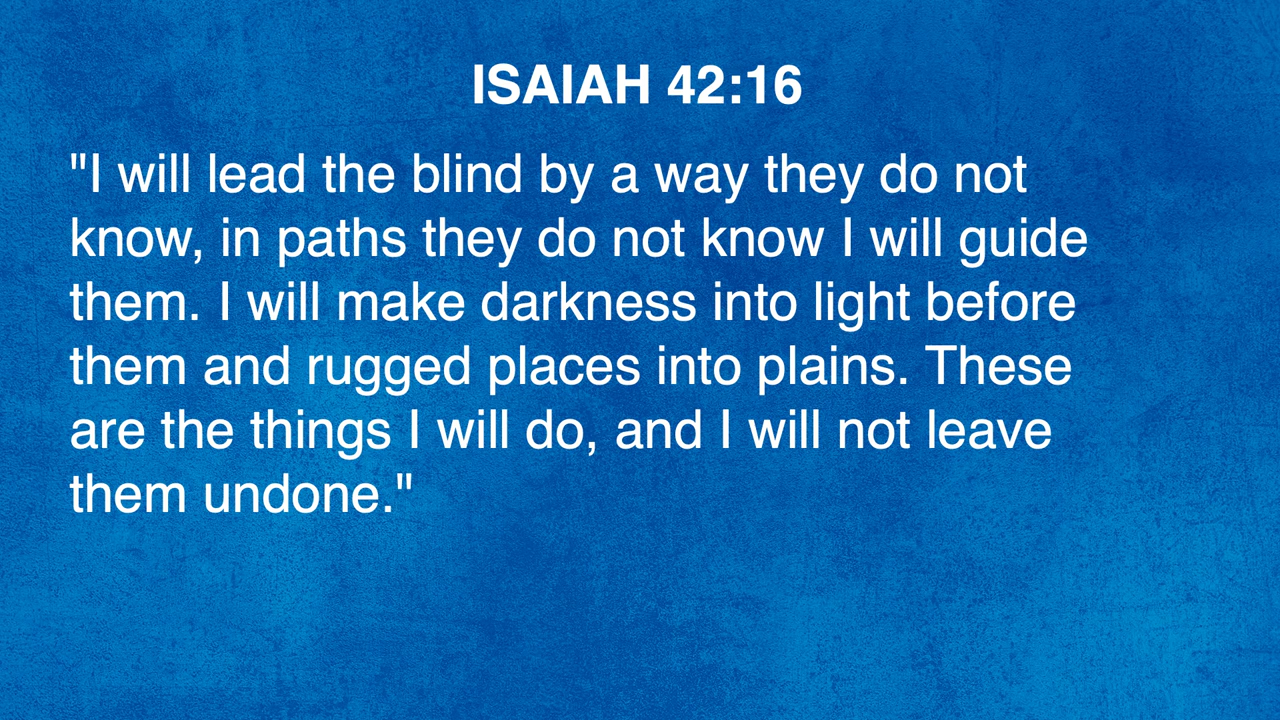 ISAIAH 42:16
"I will lead the blind by a way they do not
know, in paths they do not know I will guide
them. I will make darkness into light before
them and rugged places into plains. These
are the things I will do, and I will not leave
them undone."